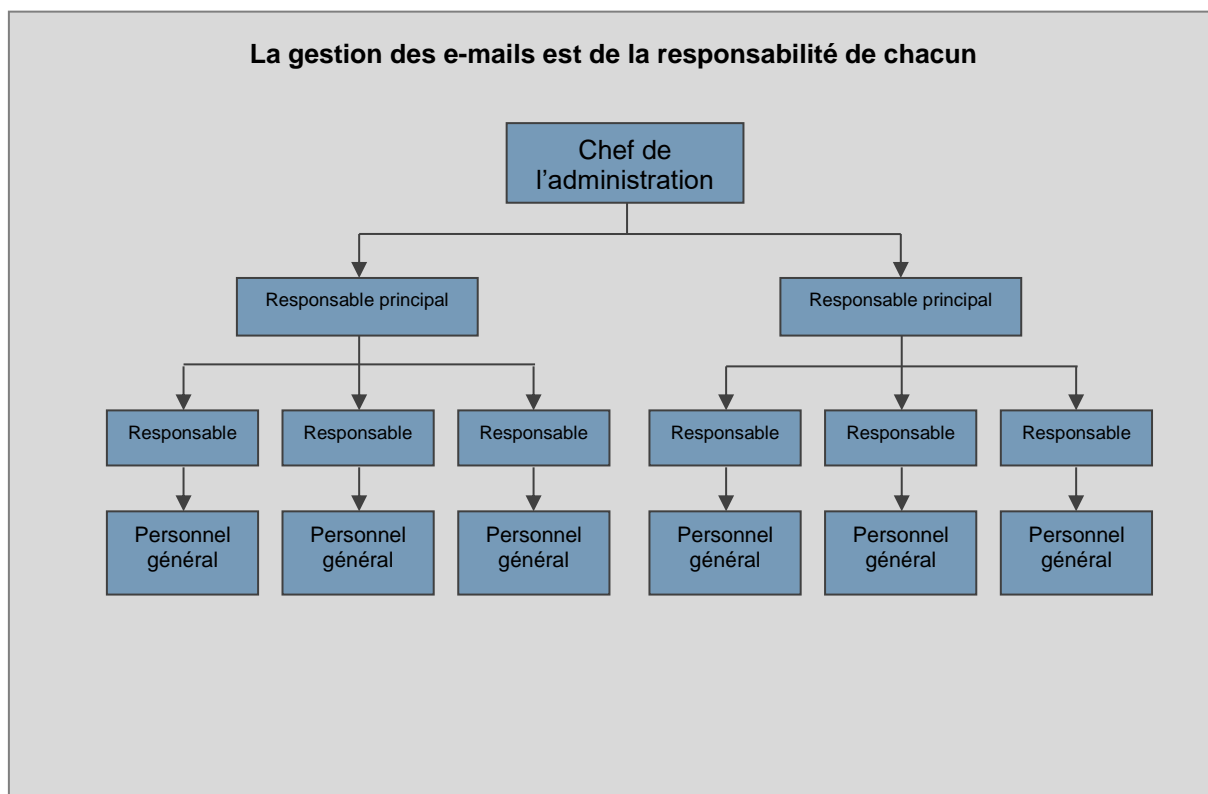 La gestion des e-mails est de la responsabilité de chacun
Chef de
l’administration
Responsable principal
Responsable principal
Responsable
Responsable
Responsable
Responsable
Responsable
Responsable
Personnel
général
Personnel
général
Personnel
général
Personnel
général
Personnel
général
Personnel
général